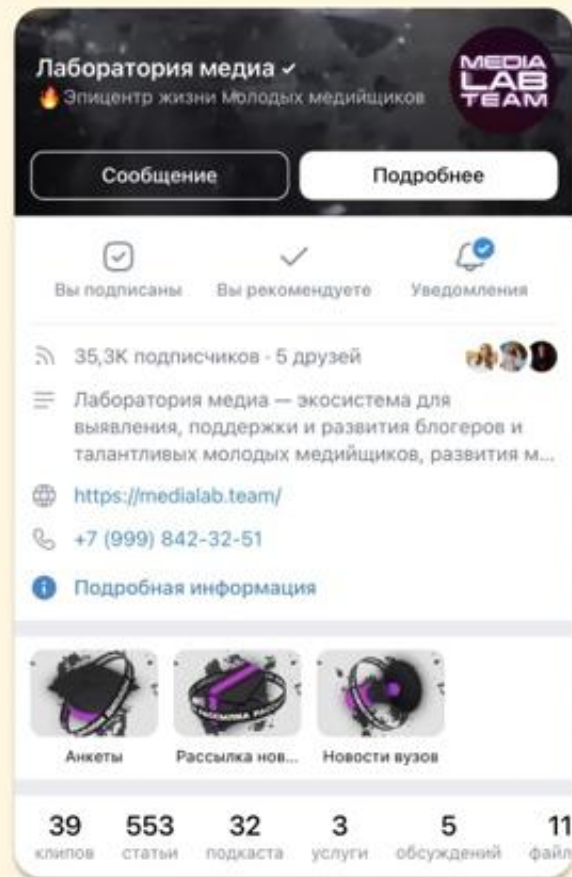 Лаборатория медиа
🔥Эпицентр жизни молодых медийщиков
MEDIA
LAB
TEAM
Сообщение
Подробнее
Вы подписаны
Вы рекомендуете
Уведомления
35,3K подписчиков · 5 друзей
Лаборатория медиа — экосистема для
выявления, поддержки и развития блогеров и
талантливых молодых медийщиков, развития м...
https://medialab.team/
+7 (999) 842-32-51
Подробная информация
РАССЫЛКА
Анкеты
Рассылка нов...
Новости вузов
39 553 32 3 5 11
клипов статьи подкаста услуги обсуждений файл